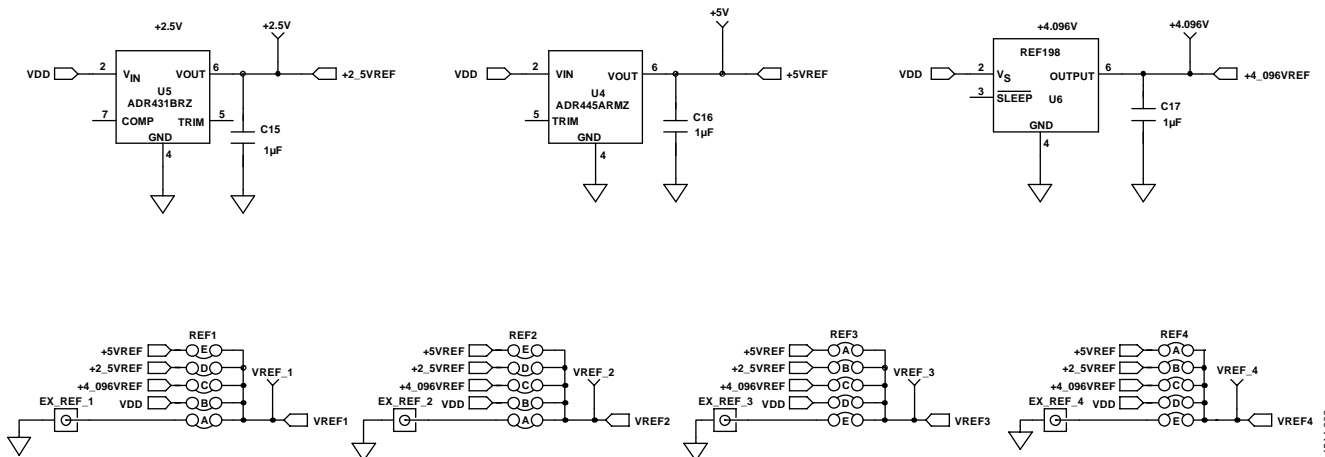 +2.5V
+2.5V
VDD
2
VIN
VOUT
6
+2_5VREF
U5
ADR431BRZ
7
COMP
TRIM
5
GND
4
C15
1µF
+5V
VDD
2
VIN
VOUT
6
+5VREF
U4
ADR445ARMZ
5
TRIM
GND
4
C16
1µF
+4.096V
+4.096V
REF198
VDD
2
VS
OUTPUT
6
+4_096VREF
3
SLEEP
U6
GND
4
C17
1µF
REF1
+5VREF
E
+2_5VREF
D
VREF_1
+4_096VREF
C
EX_REF_1
VDD
B
A
VREF1
REF2
+5VREF
E
+2_5VREF
D
VREF_2
+4_096VREF
C
EX_REF_2
VDD
B
A
VREF2
REF3
+5VREF
A
+2_5VREF
B
VREF_3
+4_096VREF
C
EX_REF_3
VDD
D
E
VREF3
REF4
+5VREF
A
+2_5VREF
B
VREF_4
+4_096VREF
C
EX_REF_4
VDD
D
E
VREF4